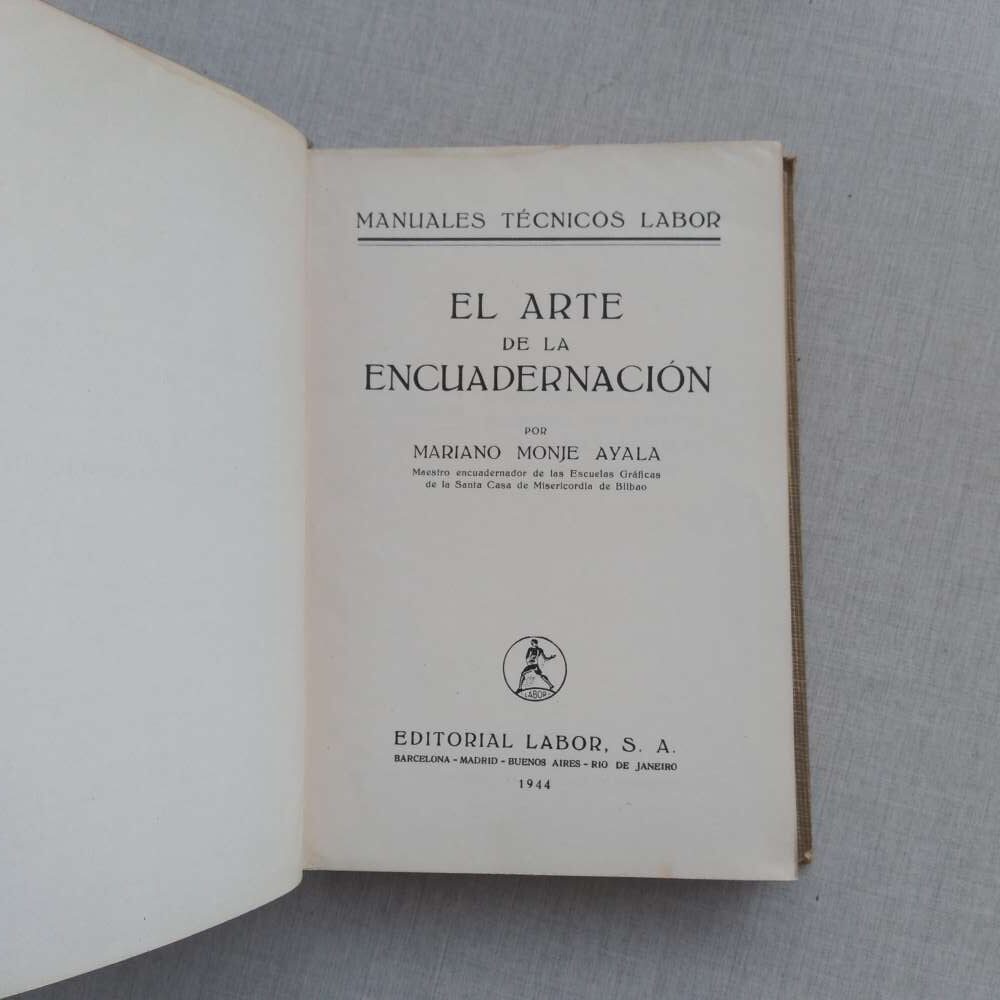 MANUALES TÉCNICOS LABOR
EL ARTE
DE LA
ENCUADERNACIÓN
POR
MARIANO MONJE AYALA
Maestro encuadernador de las Escuelas Gráficas
de la Santa Casa de Misericordia de Bilbao
LABOR
EDITORIAL LABOR, S. A.
BARCELONA - MADRID - BUENOS AIRES - RIO DE JANEIRO
1944